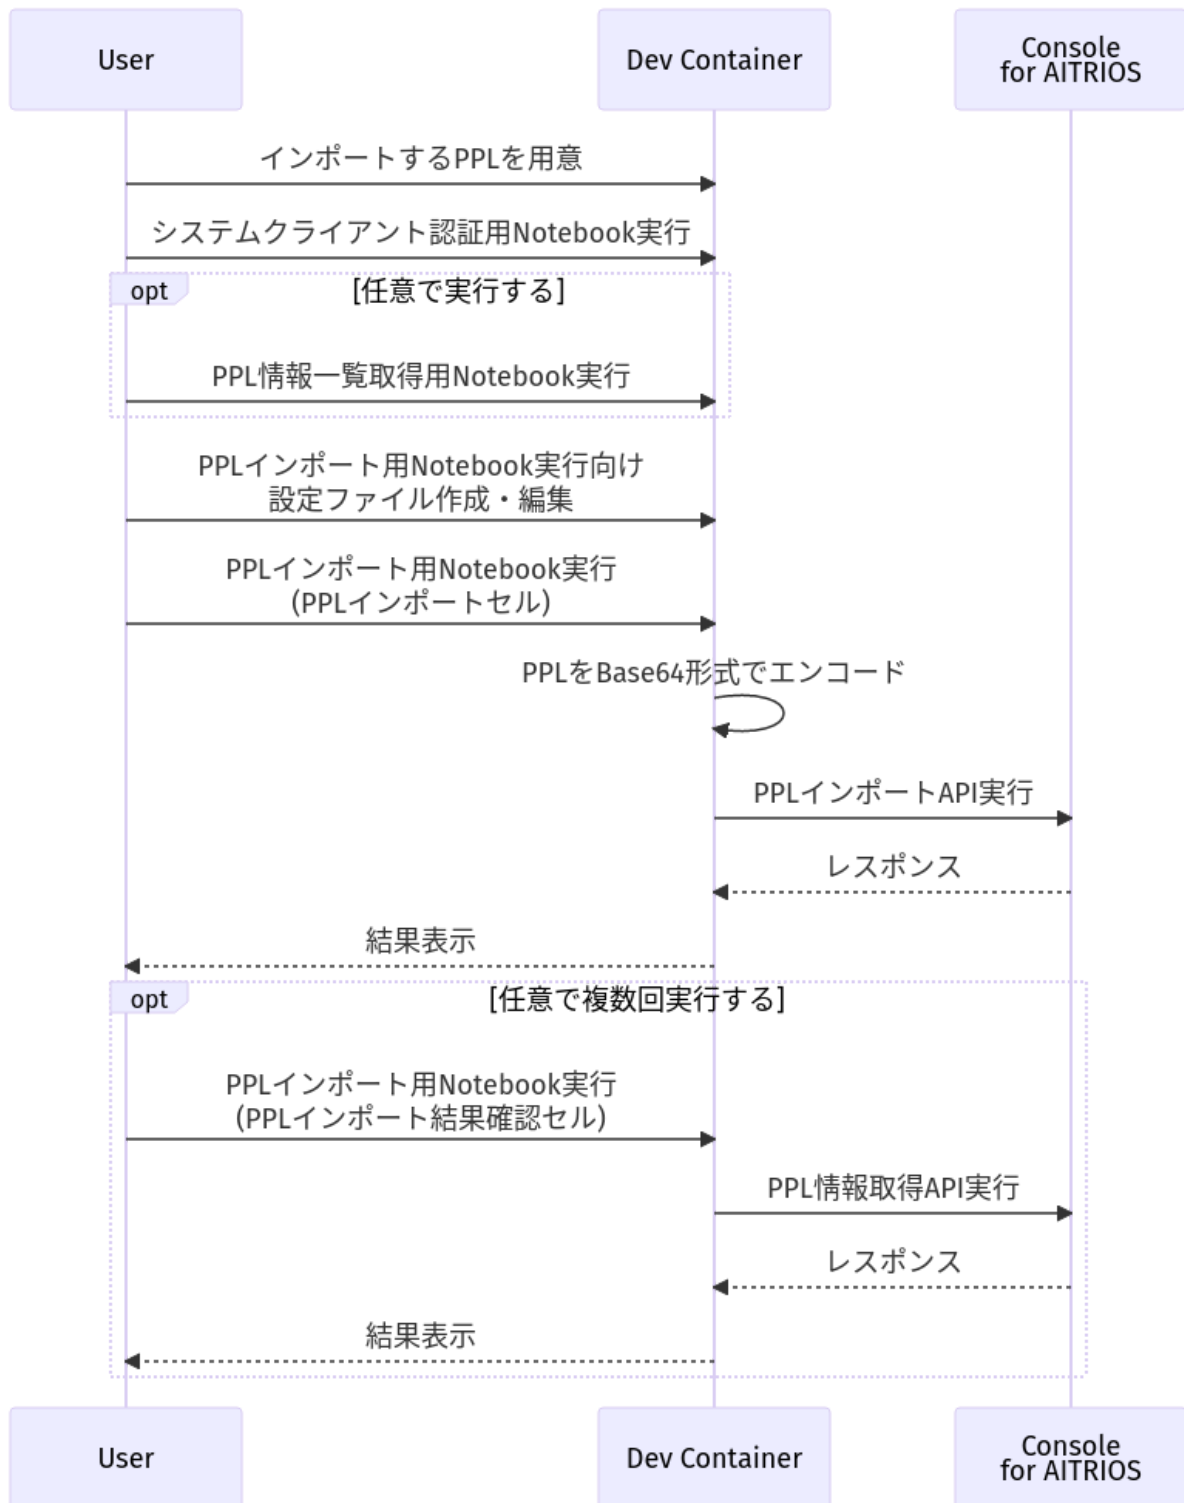 User
Dev Container
Console
for AITRIOS
インポートするPPLを用意
システムクライアント認証用Notebook実行
opt
[任意で実行する]
PPL情報一覧取得用Notebook実行
PPLインポート用Notebook実行向け
設定ファイル作成・編集
PPLインポート用Notebook実行
(PPLインポートセル)
PPLをBase64形式でエンコード
PPLインポートAPI実行
レスポンス
結果表示
opt
[任意で複数回実行する]
PPLインポート用Notebook実行
(PPLインポート結果確認セル)
PPL情報取得API実行
レスポンス
結果表示
User
Dev Container
Console
for AITRIOS